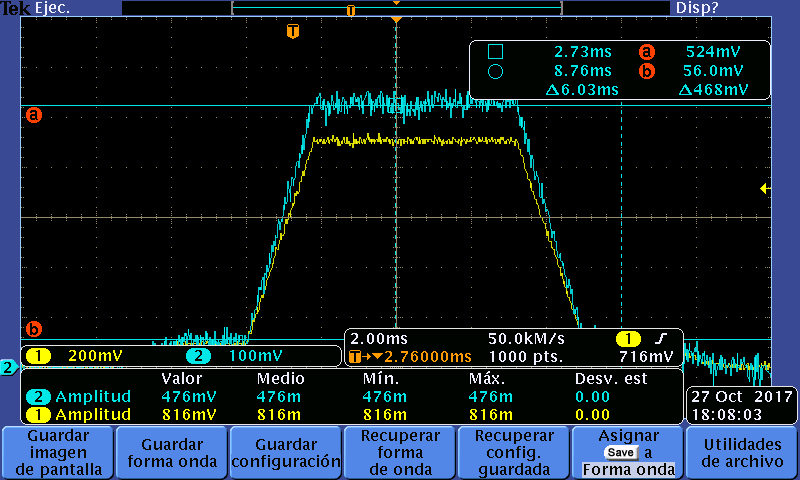 Tek Ejec. Disp?
T
T
2.73ms a 524mV
8.76ms b 56.0mV
Δ6.03ms Δ468mV
a
b
2
1 200mV 2 100mV
2.00ms 50.0kM/s 1
T→▼2.76000ms 1000 pts. 716mV
Valor Medio Mín. Máx. Desv. est
2 Amplitud 476mV 476m 476m 476m 0.00
1 Amplitud 816mV 816m 816m 816m 0.00
27 Oct 2017
18:08:03
Guardar
imagen
de pantalla
Guardar
forma onda
Guardar
configuración
Recuperar
forma
de onda
Recuperar
config.
guardada
Asignar
Save a
Forma onda
Utilidades
de archivo